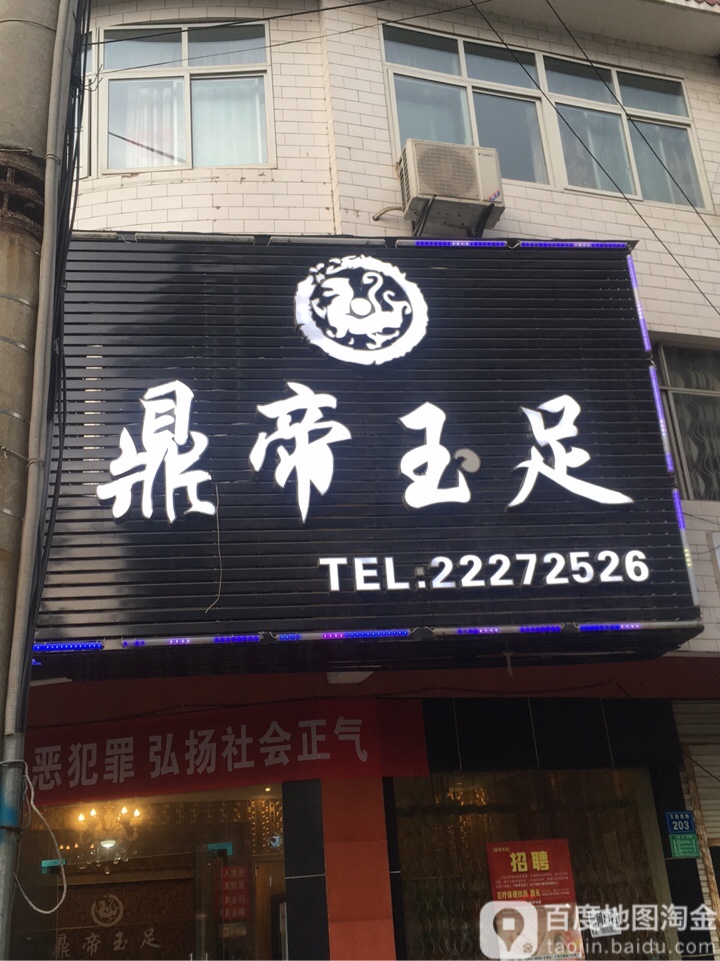 鼎帝玉足
TEL:22272526
恶犯罪 弘扬社会正气
203
招聘
鼎帝玉足
百度地图淘金
taojin.baidu.com